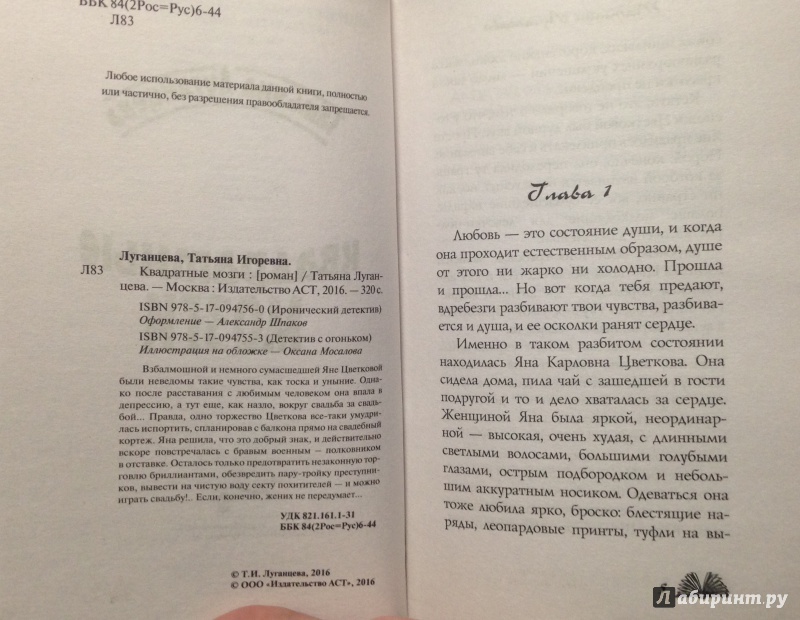 ББК 84(2Рос=Рус)6-44
Л83
Любое использование материала данной книги, полностью
или частично, без разрешения правообладателя запрещается.
Луганцева, Татьяна Игоревна.
Л83 Квадратные мозги : [роман] / Татьяна Луган-
цева. — Москва : Издательство АСТ, 2016. — 320 с.
ISBN 978-5-17-094756-0 (Иронический детектив)
Оформление — Александр Шпаков
ISBN 978-5-17-094755-3 (Детектив с огоньком)
Иллюстрация на обложке — Оксана Мосалова
Взбалмошной и немного сумасшедшей Яне Цветковой
были неведомы такие чувства, как тоска и уныние. Одна-
ко после расставания с любимым человеком она впала в
депрессию, а тут еще, как назло, вокруг свадьба за свадь-
бой... Правда, одно торжество Цветкова все-таки умудри-
лась испортить, спланировав с балкона прямо на свадебный
кортеж. Яна решила, что это добрый знак, и действительно
вскоре повстречалась с бравым военным — полковником
в отставке. Осталось только предотвратить незаконную тор-
говлю бриллиантами, обезвредить пару-тройку преступни-
ков, вывести на чистую воду секту похитителей — и можно
играть свадьбу!.. Если, конечно, жених не передумает...
УДК 821.161.1-31
ББК 84(2Рос=Рус)6-44
© Т.И. Луганцева, 2016
© ООО «Издательство АСТ», 2016
Глава 1
Любовь — это состояние души, и когда
она проходит естественным образом, душе
от этого ни жарко ни холодно. Прошла
и прошла... Но вот когда тебя предают,
вдребезги разбивают твои чувства, разбива-
ется и душа, и ее осколки ранят сердце.
Именно в таком разбитом состоянии
находилась Яна Карловна Цветкова. Она
сидела дома, пила чай с зашедшей в гости
подругой и то и дело хваталась за сердце.
Женщиной Яна была яркой, неординар-
ной — высокая, очень худая, с длинными
светлыми волосами, большими голубыми
глазами, острым подбородком и неболь-
шим аккуратным носиком. Одеваться она
тоже любила ярко, броско: блестящие на-
ряды, леопардовые принты, туфли на вы-
Лабиринт.ру